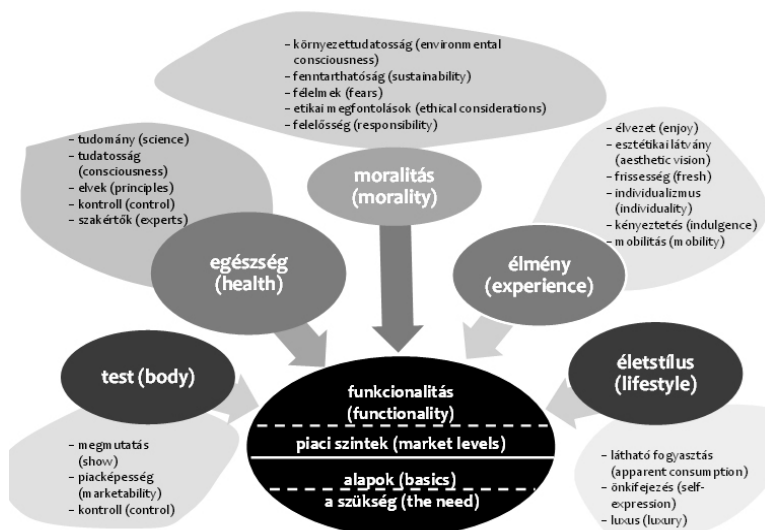 – környezettudatosság (environmental
consciousness)
– fenntarthatóság (sustainability)
– félelmek (fears)
– etikai megfontolások (ethical considerations)
– felelősség (responsibility)
– tudomány (science)
– tudatosság
(consciousness)
– elvek (principles)
– kontroll (control)
– szakértők (experts)
moralitás
(morality)
– élvezet (enjoy)
– esztétikai látvány
(aesthetic vision)
– frissesség (fresh)
– individualizmus
(individuality)
– kényeztetés (indulgence)
– mobilitás (mobility)
egészség
(health)
élmény
(experience)
test (body)
életstílus
(lifestyle)
funkcionalitás
(functionality)
piaci szintek (market levels)
alapok (basics)
a szükség (the need)
– megmutatás
(show)
– piacképesség
(marketability)
– kontroll (control)
– látható fogyasztás
(apparent consumption)
– önkifejezés (self-
expression)
– luxus (luxury)